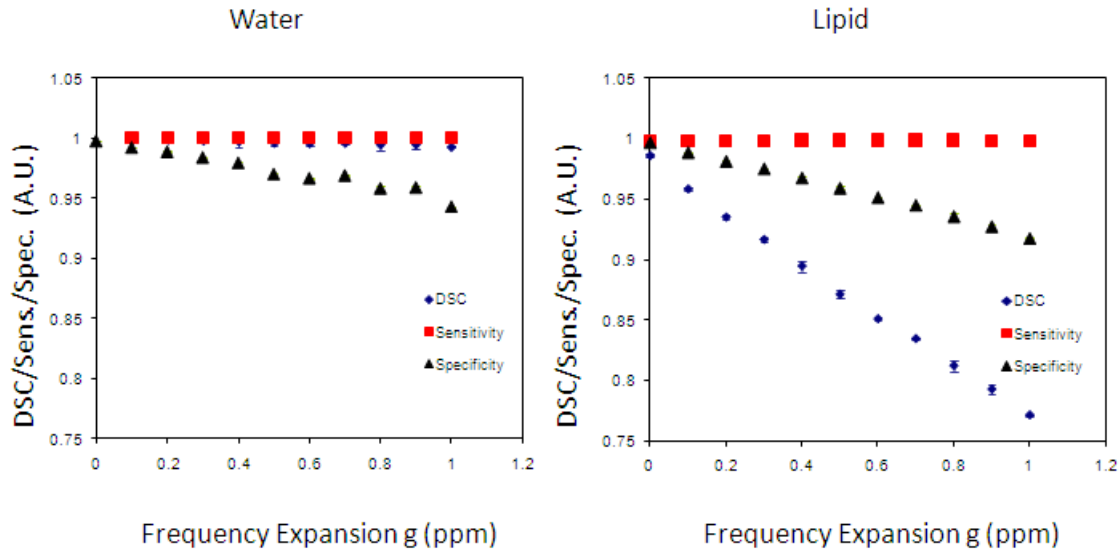 Water
DSC/Sens./Spec. (A.U.)
1.05
1
0.95
0.9
0.85
0.8
0.75
DSC
Sensitivity
Specificity
0 0.2 0.4 0.6 0.8 1 1.2
Frequency Expansion g (ppm)
Lipid
DSC/Sens./Spec. (A.U.)
1.05
1
0.95
0.9
0.85
0.8
0.75
DSC
Sensitivity
Specificity
0 0.2 0.4 0.6 0.8 1 1.2
Frequency Expansion g (ppm)